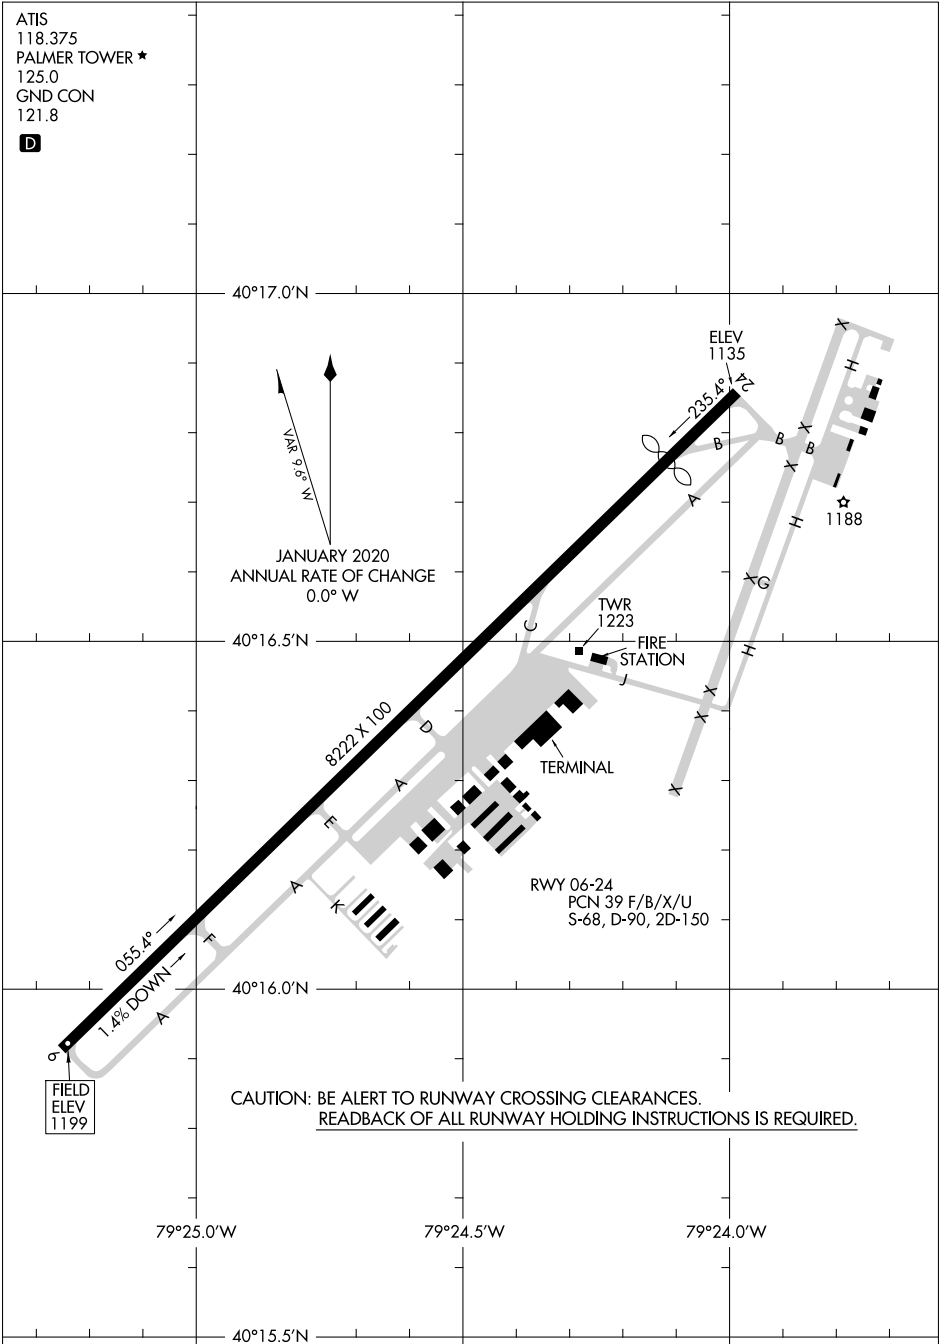 ATIS
118.375
PALMER TOWER ★
125.0
GND CON
121.8
D
40°17.0'N
ELEV
1135
24
235.4°
X
H
X
B
B
B
X
A
VAR 9.6° W
1188
H
JANUARY 2020
ANNUAL RATE OF CHANGE
0.0° W
X G
TWR
1223
C
40°16.5'N
FIRE
STATION
H
J
X
X
8222 X 100
D
TERMINAL
A
X
E
RWY 06-24
PCN 39 F/B/X/U
S-68, D-90, 2D-150
A
K
F
055.4°
40°16.0'N
1.4% DOWN
A
6
FIELD
ELEV
1199
CAUTION: BE ALERT TO RUNWAY CROSSING CLEARANCES.
READBACK OF ALL RUNWAY HOLDING INSTRUCTIONS IS REQUIRED.
79°25.0'W
79°24.5'W
79°24.0'W
40°15.5'N